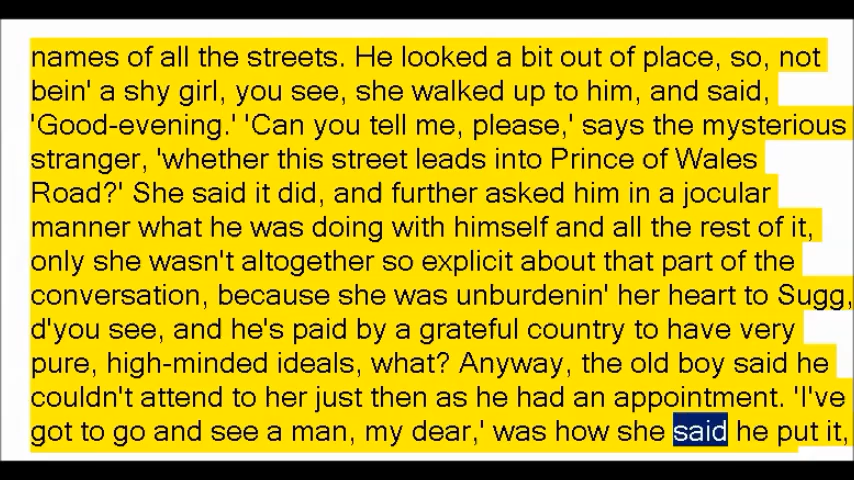 names of all the streets. He looked a bit out of place, so, not
bein' a shy girl, you see, she walked up to him, and said,
'Good-evening.' 'Can you tell me, please,' says the mysterious
stranger, 'whether this street leads into Prince of Wales
Road?' She said it did, and further asked him in a jocular
manner what he was doing with himself and all the rest of it,
only she wasn't altogether so explicit about that part of the
conversation, because she was unburdenin' her heart to Sugg,
d'you see, and he's paid by a grateful country to have very
pure, high-minded ideals, what? Anyway, the old boy said he
couldn't attend to her just then as he had an appointment. 'I've
got to go and see a man, my dear,' was how she said he put it,